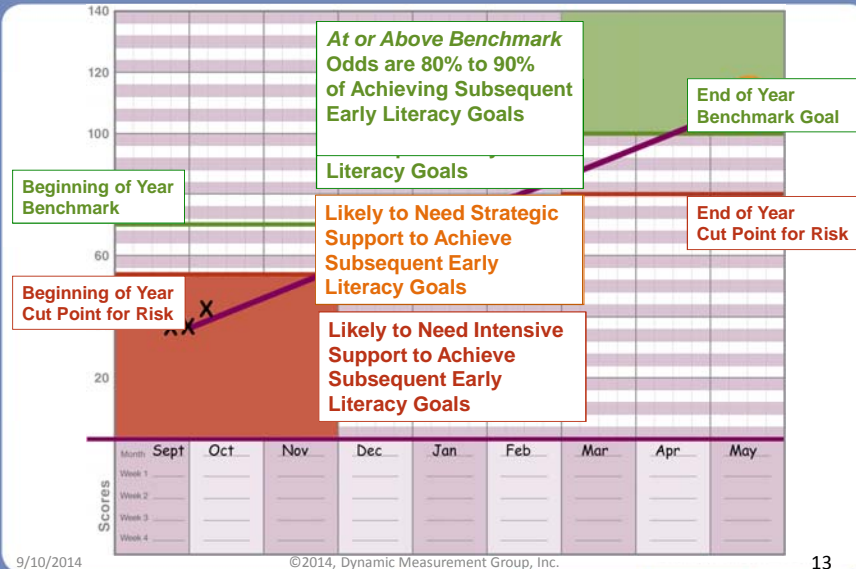 140
120
100
60
20
At or Above Benchmark
Odds are 80% to 90%
of Achieving Subsequent
Early Literacy Goals
Literacy Goals
End of Year
Benchmark Goal
Beginning of Year
Benchmark
Likely to Need Strategic
Support to Achieve
Subsequent Early
Literacy Goals
End of Year
Cut Point for Risk
Beginning of Year
Cut Point for Risk
X
X X
Likely to Need Intensive
Support to Achieve
Subsequent Early
Literacy Goals
Month Sept Oct Nov Dec Jan Feb Mar Apr May
Scores
Week 1
Week 2
Week 3
Week 4
9/10/2014 ©2014, Dynamic Measurement Group, Inc. 13